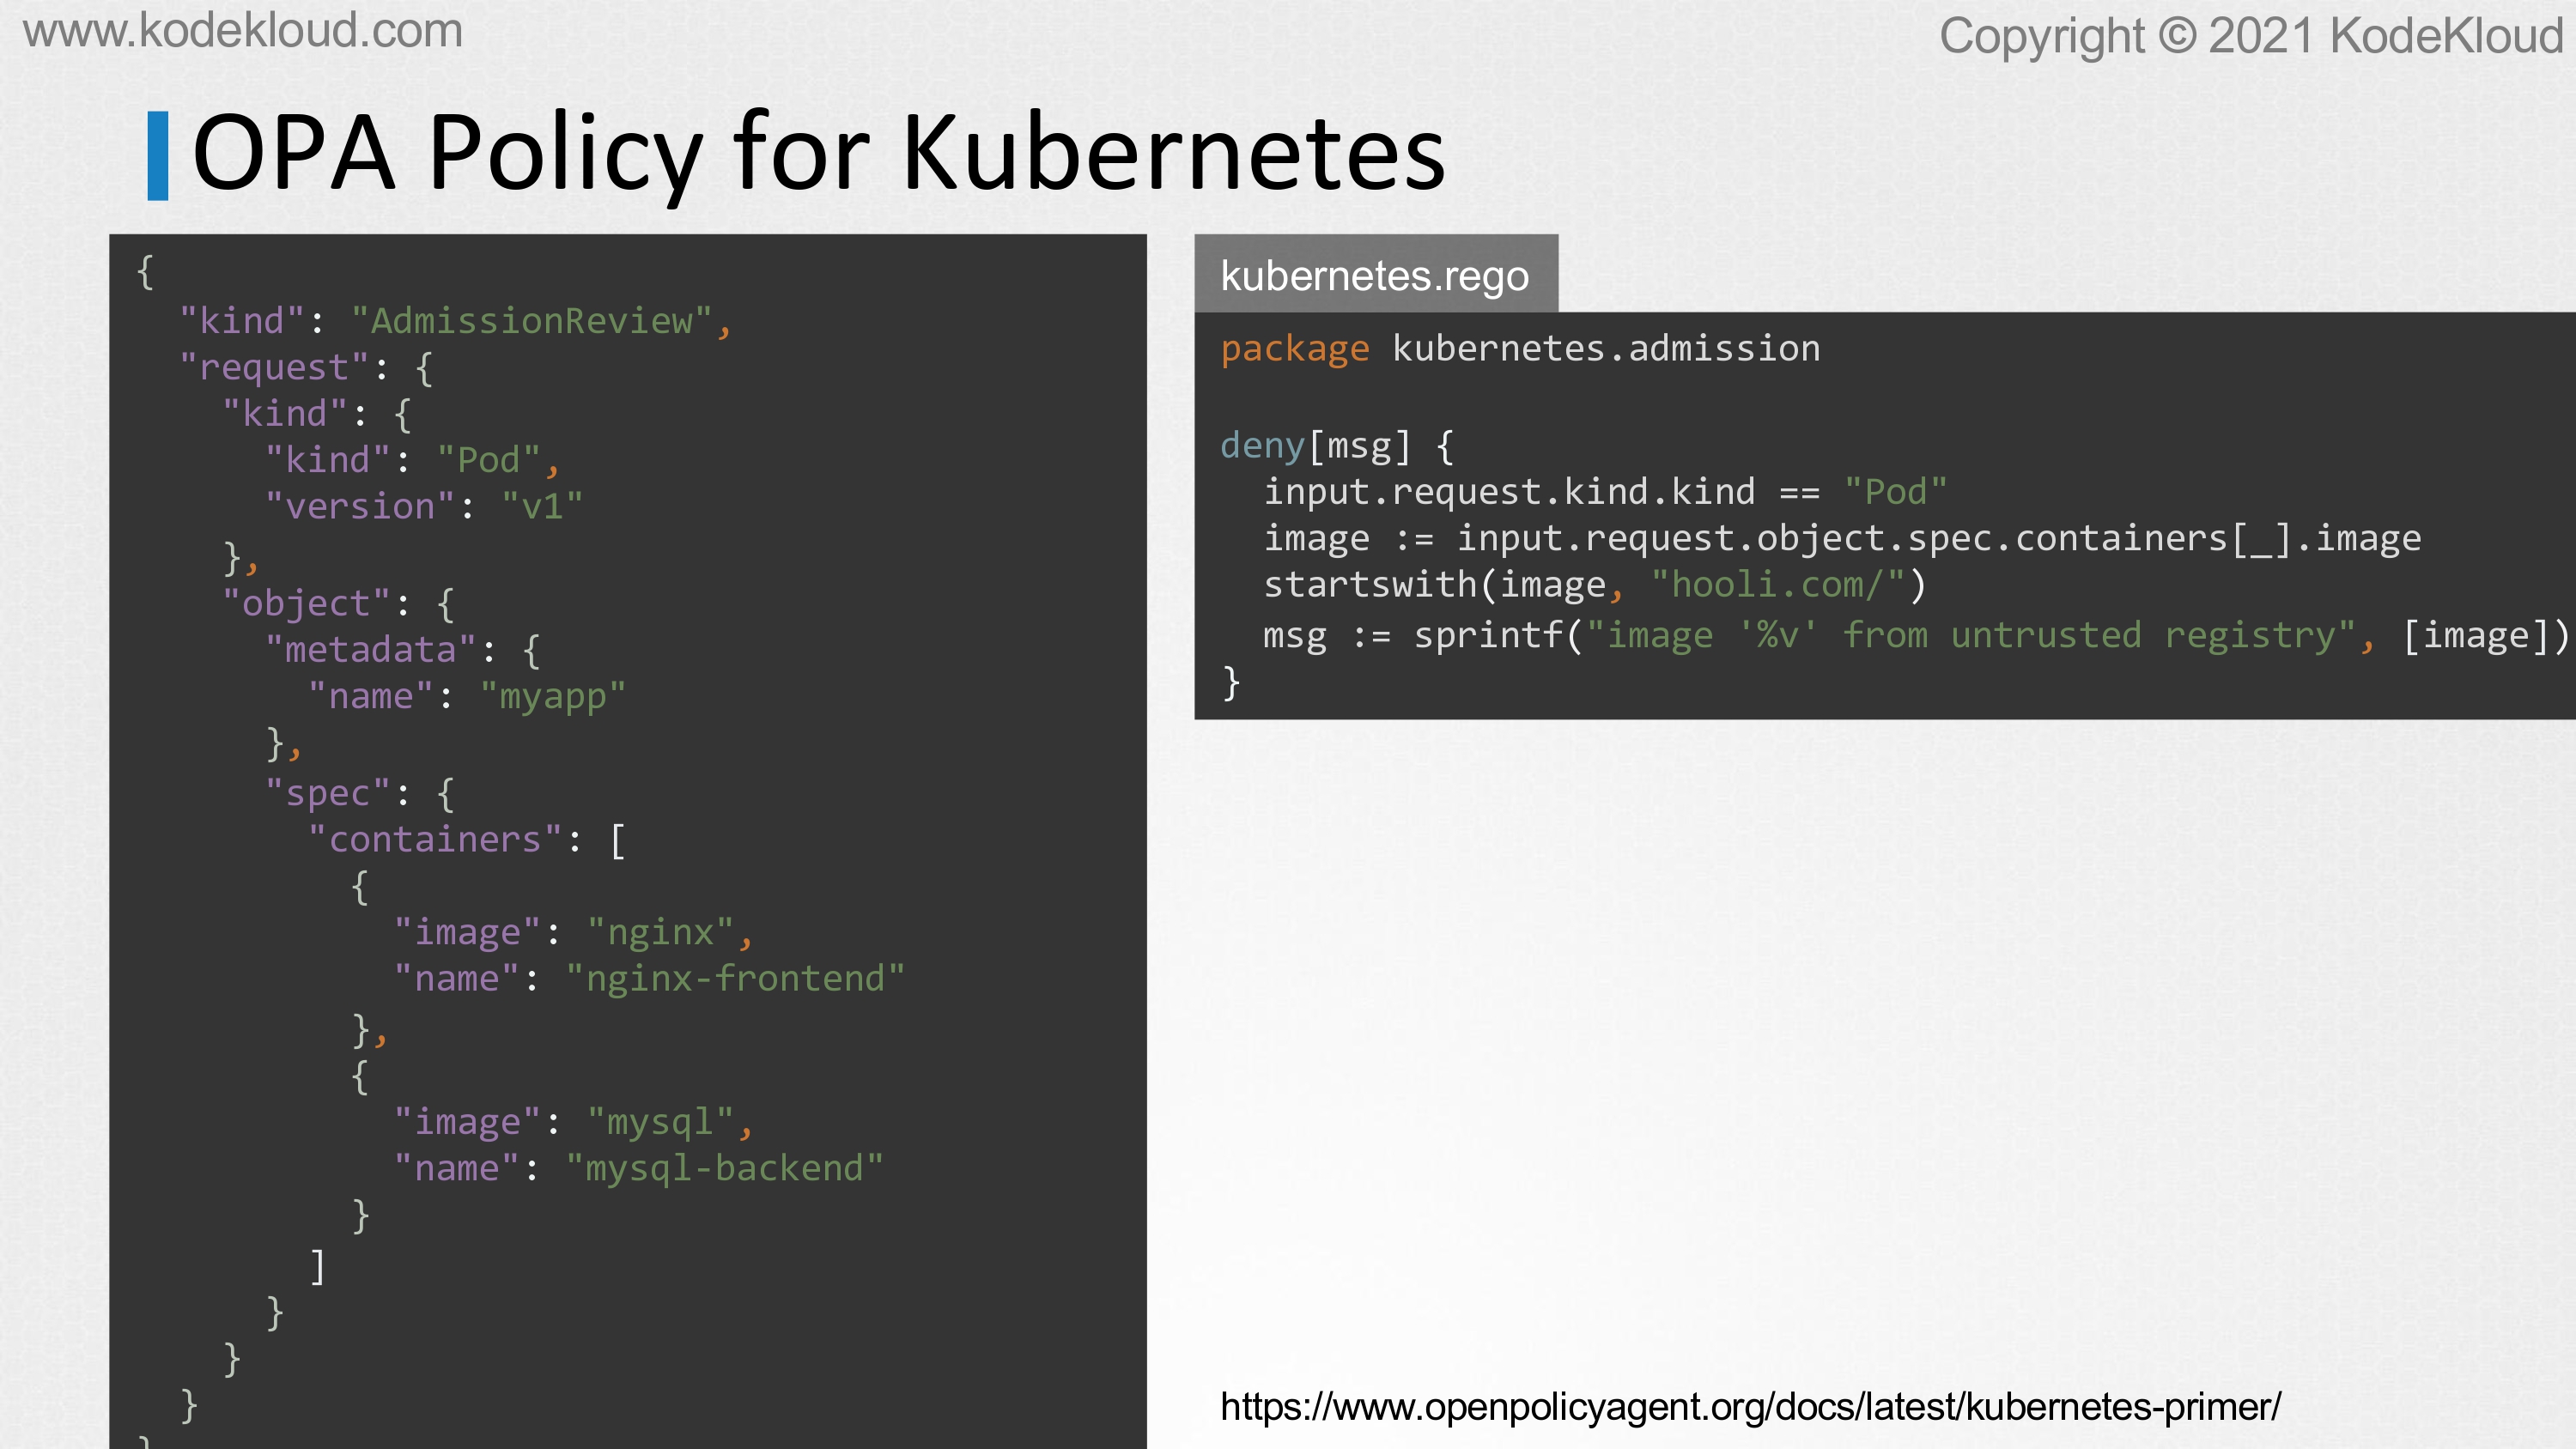 www.kodekloud.com
Copyright © 2021 KodeKloud
OPA Policy for Kubernetes
{
  "kind": "AdmissionReview",
  "request": {
    "kind": {
      "kind": "Pod",
      "version": "v1"
    },
    "object": {
      "metadata": {
        "name": "myapp"
      },
      "spec": {
        "containers": [
          {
            "image": "nginx",
            "name": "nginx-frontend"
          },
          {
            "image": "mysql",
            "name": "mysql-backend"
          }
        ]
      }
    }
  }
}
kubernetes.rego
package kubernetes.admission

deny[msg] {
  input.request.kind.kind == "Pod"
  image := input.request.object.spec.containers[_].image
  startswith(image, "hooli.com/")
  msg := sprintf("image '%v' from untrusted registry", [image])
}
https://www.openpolicyagent.org/docs/latest/kubernetes-primer/